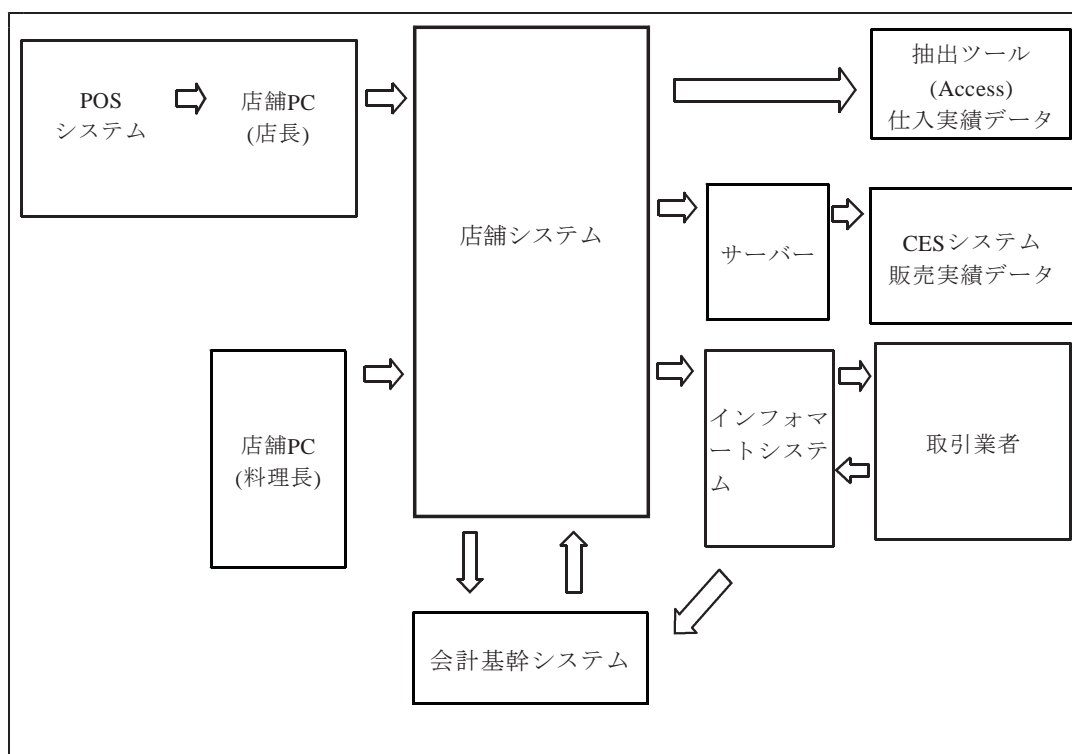 POS
システム
店舗PC
(店長)
抽出ツール
(Access)
仕入実績データ
店舗システム
サーバー
CESシステム
販売実績データ
店舗PC
(料理長)
インフォマ
ートシステ
ム
取引業者
会計基幹システム